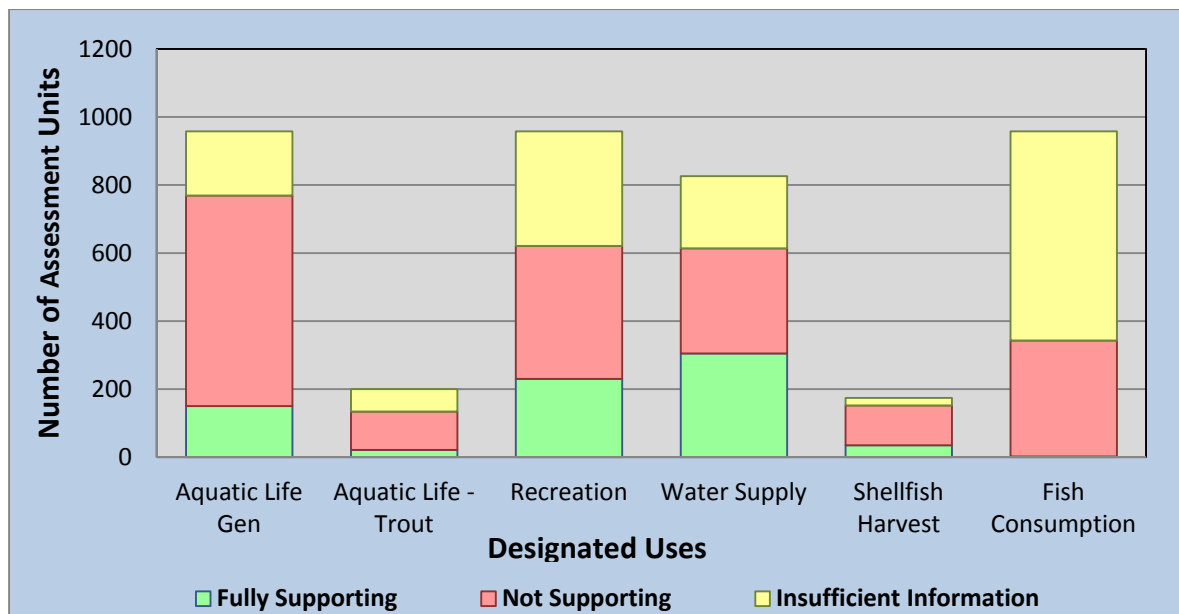 Number of Assessment Units
1200
1000
800
600
400
200
0
Aquatic Life Gen
Aquatic Life - Trout
Recreation
Water Supply
Shellfish Harvest
Fish Consumption
Designated Uses
Fully Supporting
Not Supporting
Insufficient Information